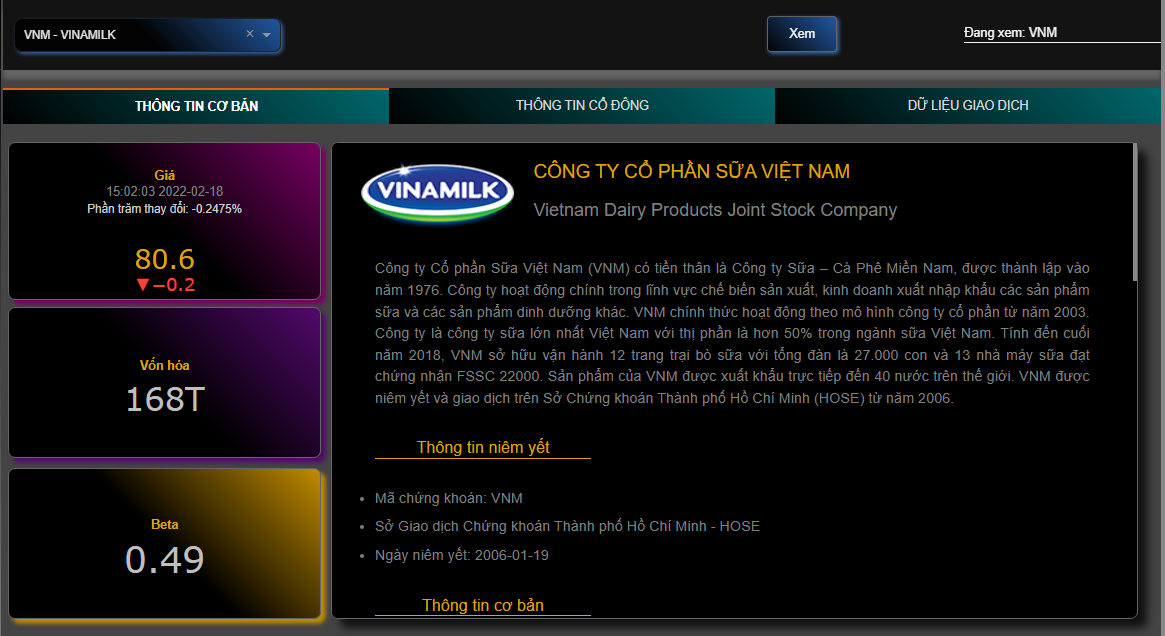 VNM - VINAMILK
×
Xem
Đang xem: VNM
THÔNG TIN CƠ BẢN
THÔNG TIN CỔ ĐÔNG
DỮ LIỆU GIAO DỊCH
Giá
15:02:03 2022-02-18
Phần trăm thay đổi: -0.2475%
80.6
▼−0.2
Vốn hóa
168T
Beta
0.49
VINAMILK
CÔNG TY CỔ PHẦN SỮA VIỆT NAM
Vietnam Dairy Products Joint Stock Company
Công ty Cổ phần Sữa Việt Nam (VNM) có tiền thân là Công ty Sữa – Cà Phê Miền Nam, được thành lập vào
năm 1976. Công ty hoạt động chính trong lĩnh vực chế biến sản xuất, kinh doanh xuất nhập khẩu các sản phẩm
sữa và các sản phẩm dinh dưỡng khác. VNM chính thức hoạt động theo mô hình công ty cổ phần từ năm 2003.
Công ty là công ty sữa lớn nhất Việt Nam với thị phần là hơn 50% trong ngành sữa Việt Nam. Tính đến cuối
năm 2018, VNM sở hữu vận hành 12 trang trại bò sữa với tổng đàn là 27.000 con và 13 nhà máy sữa đạt
chứng nhận FSSC 22000. Sản phẩm của VNM được xuất khẩu trực tiếp đến 40 nước trên thế giới. VNM được
niêm yết và giao dịch trên Sở Chứng khoán Thành phố Hồ Chí Minh (HOSE) từ năm 2006.
Thông tin niêm yết
• Mã chứng khoán: VNM
• Sở Giao dịch Chứng khoán Thành phố Hồ Chí Minh - HOSE
• Ngày niêm yết: 2006-01-19
Thông tin cơ bản